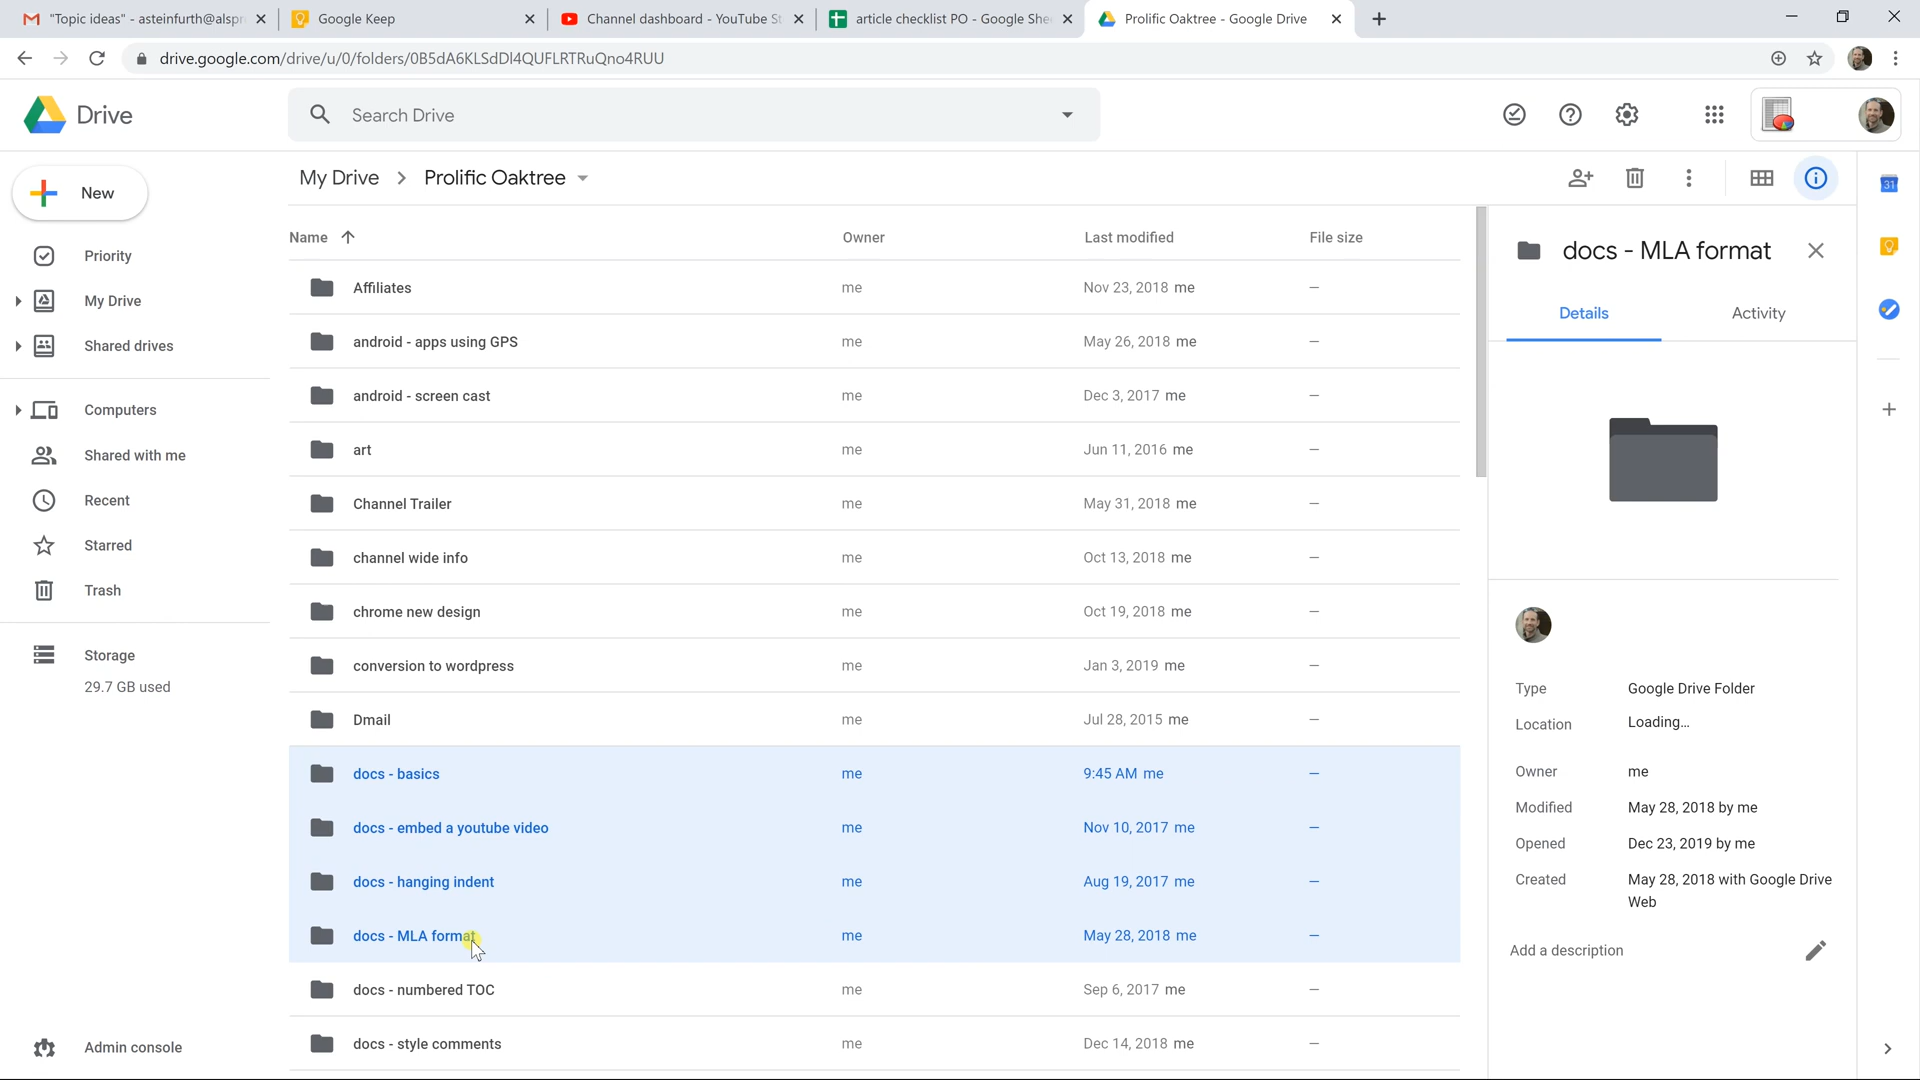 "Topic ideas" - asteinfurth@alspr
Google Keep
Channel dashboard - YouTube St
article checklist PO - Google She
Prolific Oaktree - Google Drive
drive.google.com/drive/u/0/folders/0B5dA6KLSdDI4QUFLRTRuQno4RUU
Drive
Search Drive
New
My Drive
Prolific Oaktree
Priority
My Drive
Shared drives
Computers
Shared with me
Recent
Starred
Trash
Storage
29.7 GB used
Admin console
Name Owner Last modified File size
Affiliates me Nov 23, 2018 me –
android - apps using GPS me May 26, 2018 me –
android - screen cast me Dec 3, 2017 me –
art me Jun 11, 2016 me –
Channel Trailer me May 31, 2018 me –
channel wide info me Oct 13, 2018 me –
chrome new design me Oct 19, 2018 me –
conversion to wordpress me Jan 3, 2019 me –
Dmail me Jul 28, 2015 me –
docs - basics me 9:45 AM me –
docs - embed a youtube video me Nov 10, 2017 me –
docs - hanging indent me Aug 19, 2017 me –
docs - MLA format me May 28, 2018 me –
docs - numbered TOC me Sep 6, 2017 me –
docs - style comments me Dec 14, 2018 me –
docs - MLA format
Details Activity
Type Google Drive Folder
Location Loading...
Owner me
Modified May 28, 2018 by me
Opened Dec 23, 2019 by me
Created May 28, 2018 with Google Drive
Web
Add a description
31